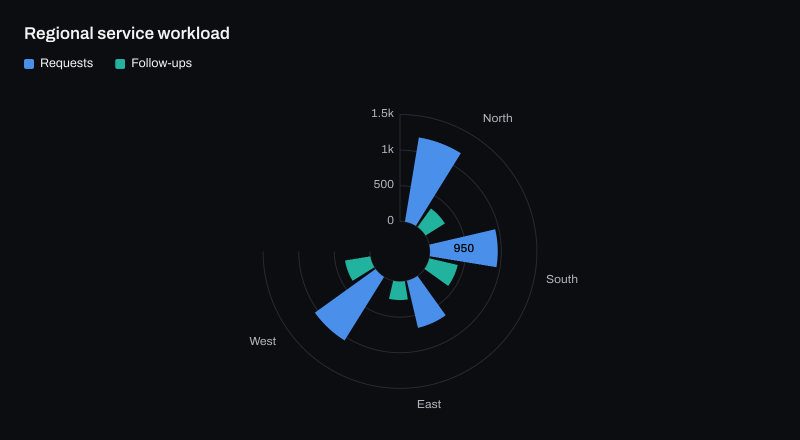 Regional service workload
Requests
Follow-ups
1.5k
North
1k
500
0
950
South
West
East